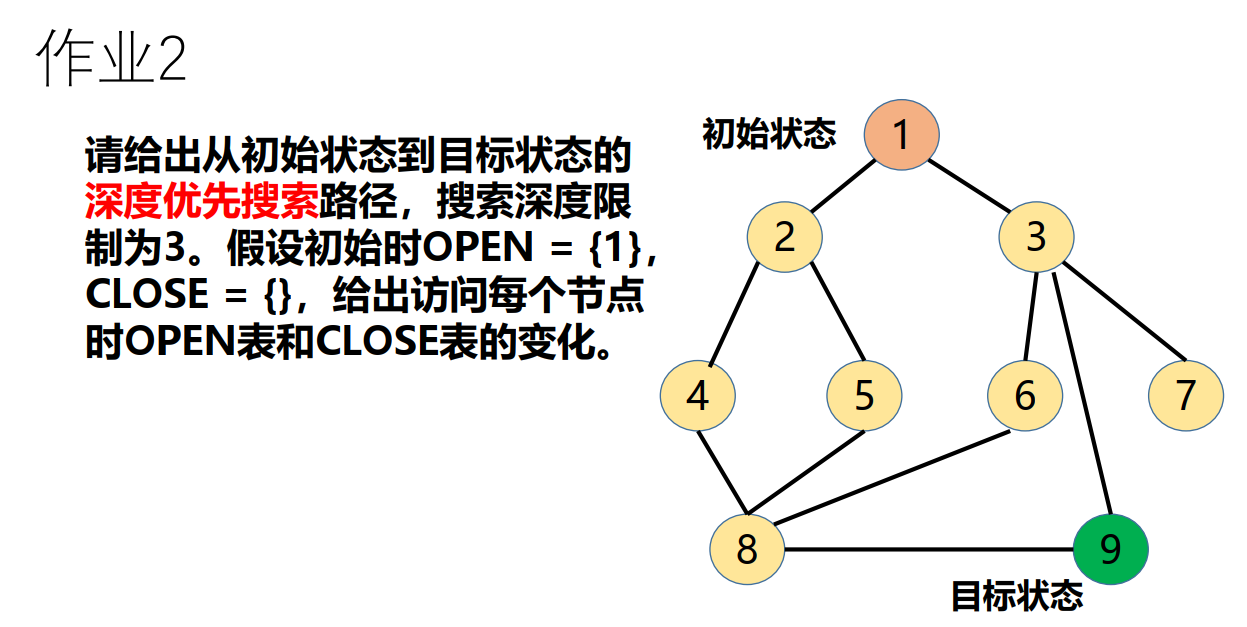 作业2
请给出从初始状态到目标状态的
深度优先搜索路径，搜索深度限
制为3。假设初始时OPEN = {1}，
CLOSE = {}，给出访问每个节点
时OPEN表和CLOSE表的变化。
初始状态
1
2
3
4
5
6
7
8
9
目标状态